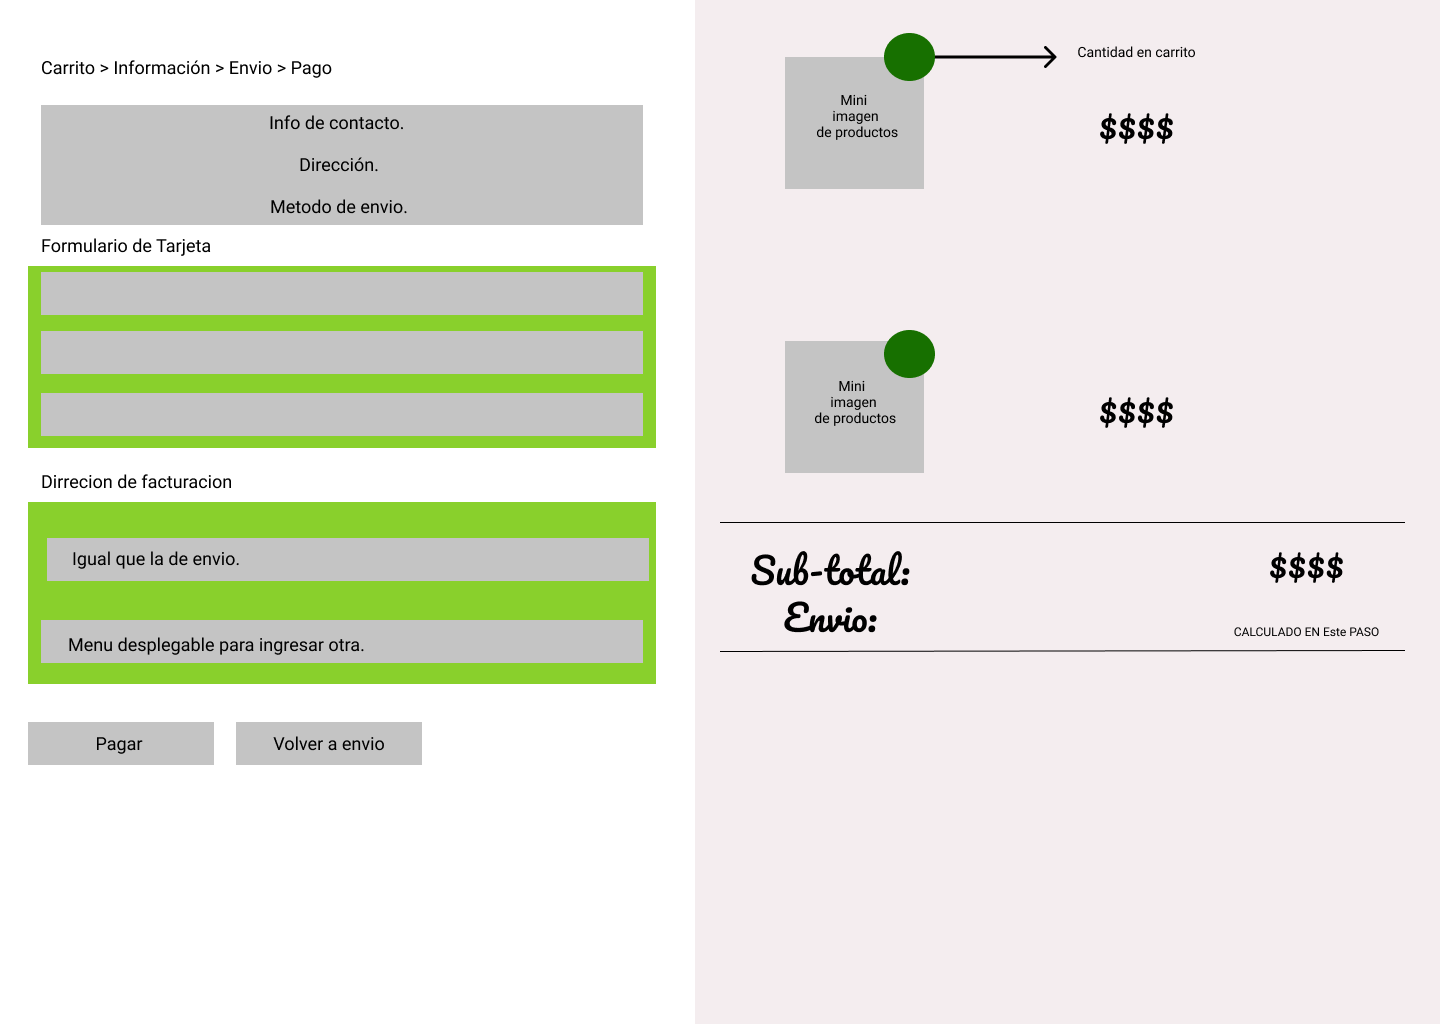 Carrito > Información > Envio > Pago
Info de contacto.
Dirección.
Metodo de envio.
Formulario de Tarjeta
Dirrecion de facturacion
Igual que la de envio.
Menu desplegable para ingresar otra.
Pagar
Volver a envio
Cantidad en carrito
Mini
imagen
de productos
$$$$
Mini
imagen
de productos
$$$$
Sub-total:
$$$$
Envio:
CALCULADO EN Este PASO